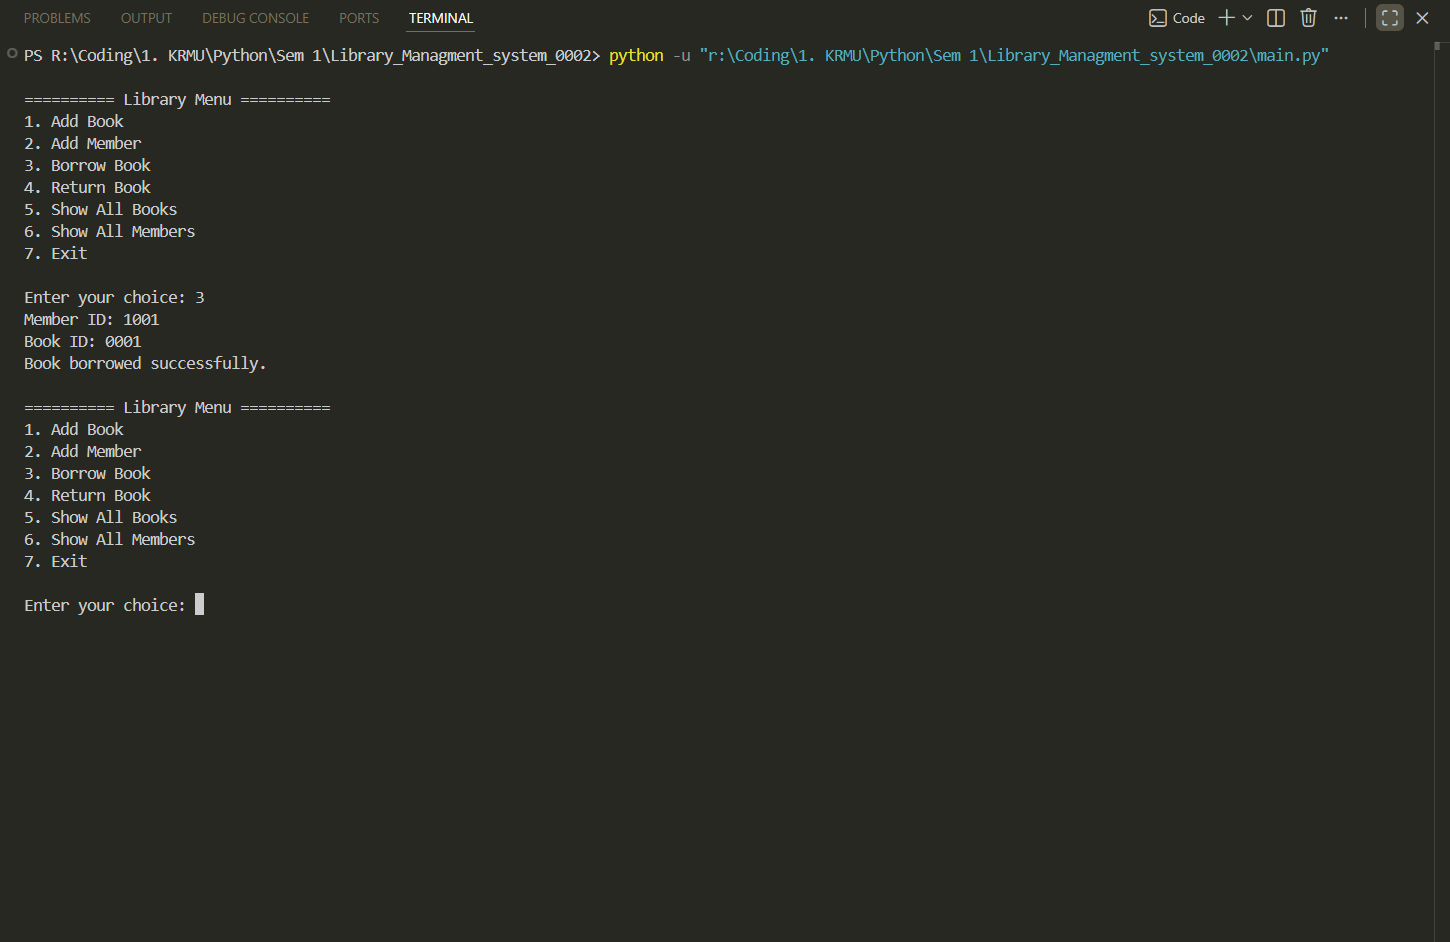 PROBLEMS OUTPUT DEBUG CONSOLE PORTS TERMINAL Code
PS R:\Coding\1. KRMU\Python\Sem 1\Library_Managment_system_0002> python -u "r:\Coding\1. KRMU\Python\Sem 1\Library_Managment_system_0002\main.py"
========== Library Menu ==========
1. Add Book
2. Add Member
3. Borrow Book
4. Return Book
5. Show All Books
6. Show All Members
7. Exit
Enter your choice: 3
Member ID: 1001
Book ID: 0001
Book borrowed successfully.
========== Library Menu ==========
1. Add Book
2. Add Member
3. Borrow Book
4. Return Book
5. Show All Books
6. Show All Members
7. Exit
Enter your choice: